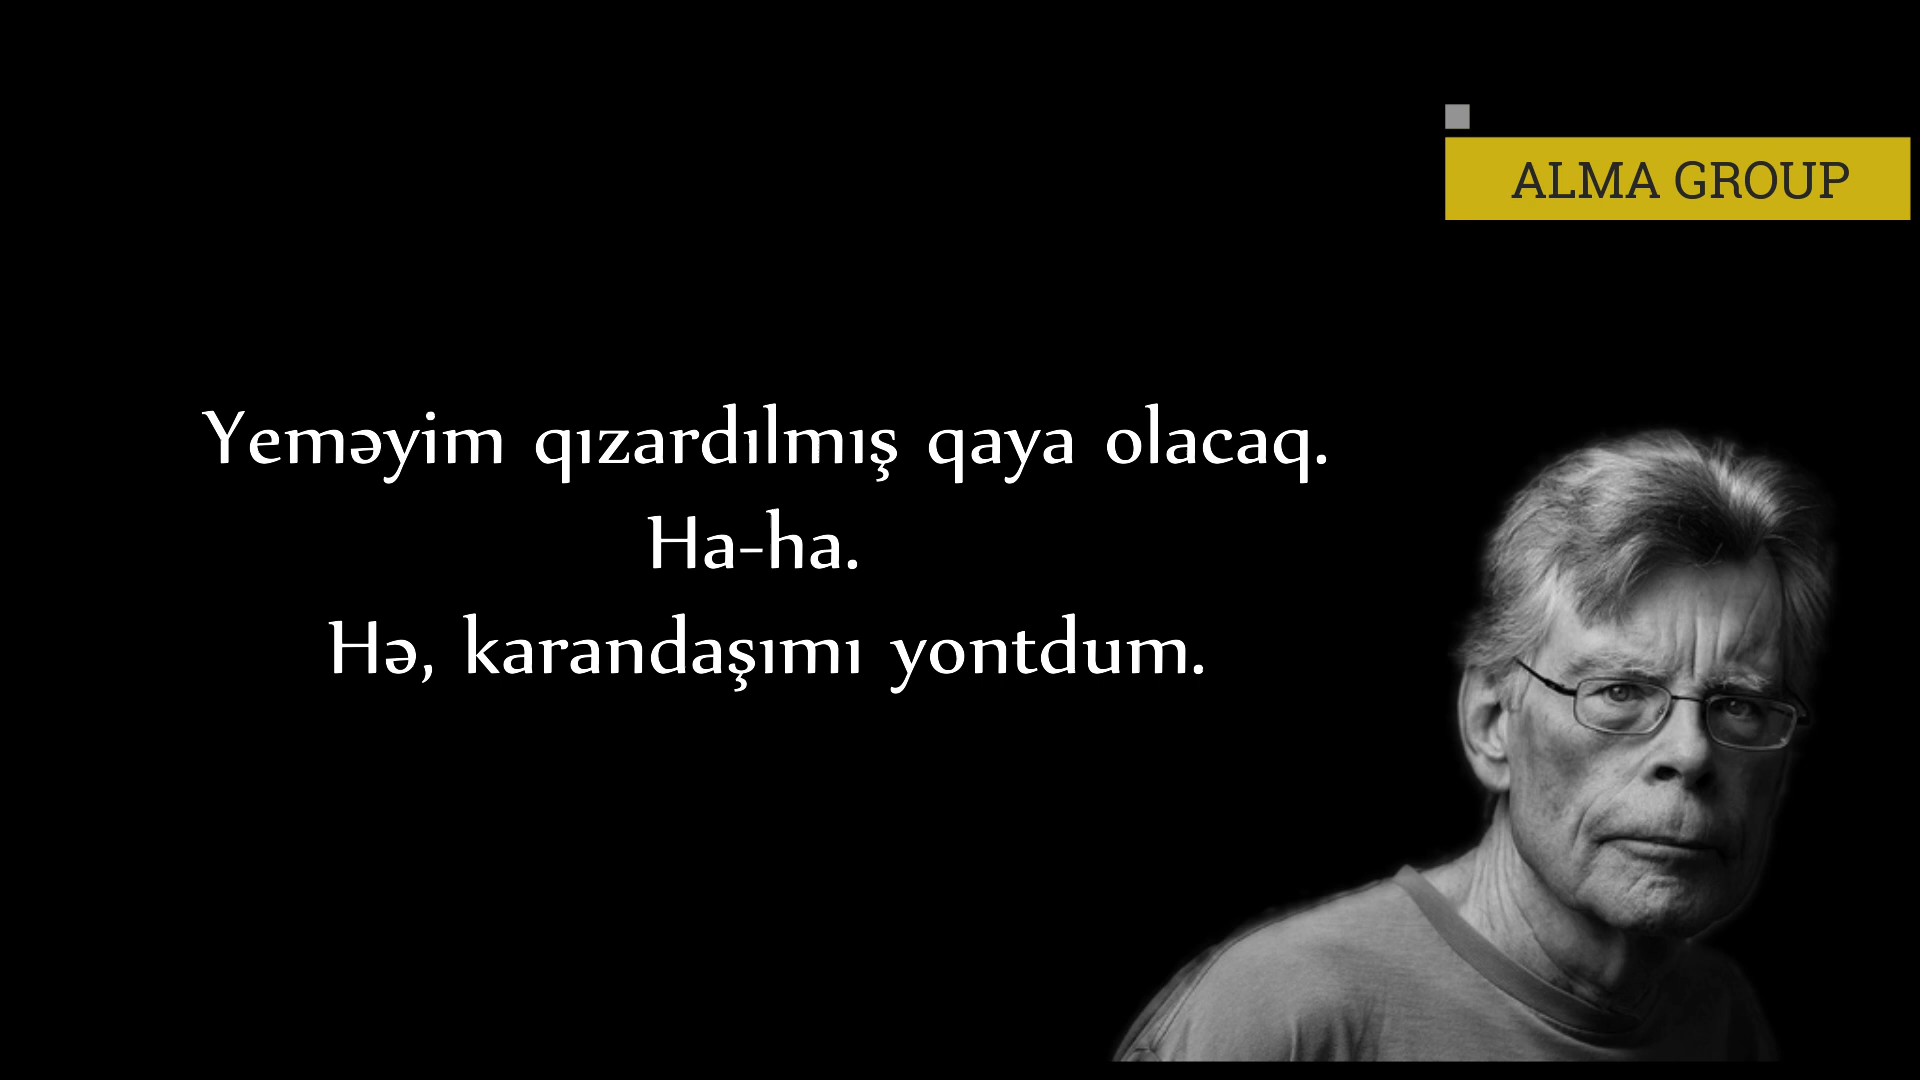 ALMA GROUP
Yeməyim qızardılmış qaya olacaq.
Ha-ha.
Hə, karandaşımı yontdum.